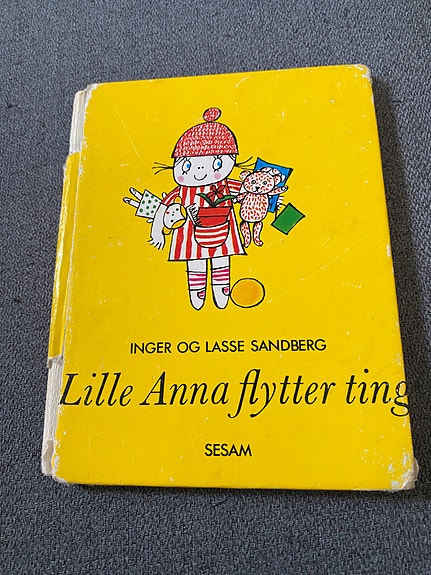 INGER OG LASSE SANDBERG
Lille Anna flytter ting
SESAM